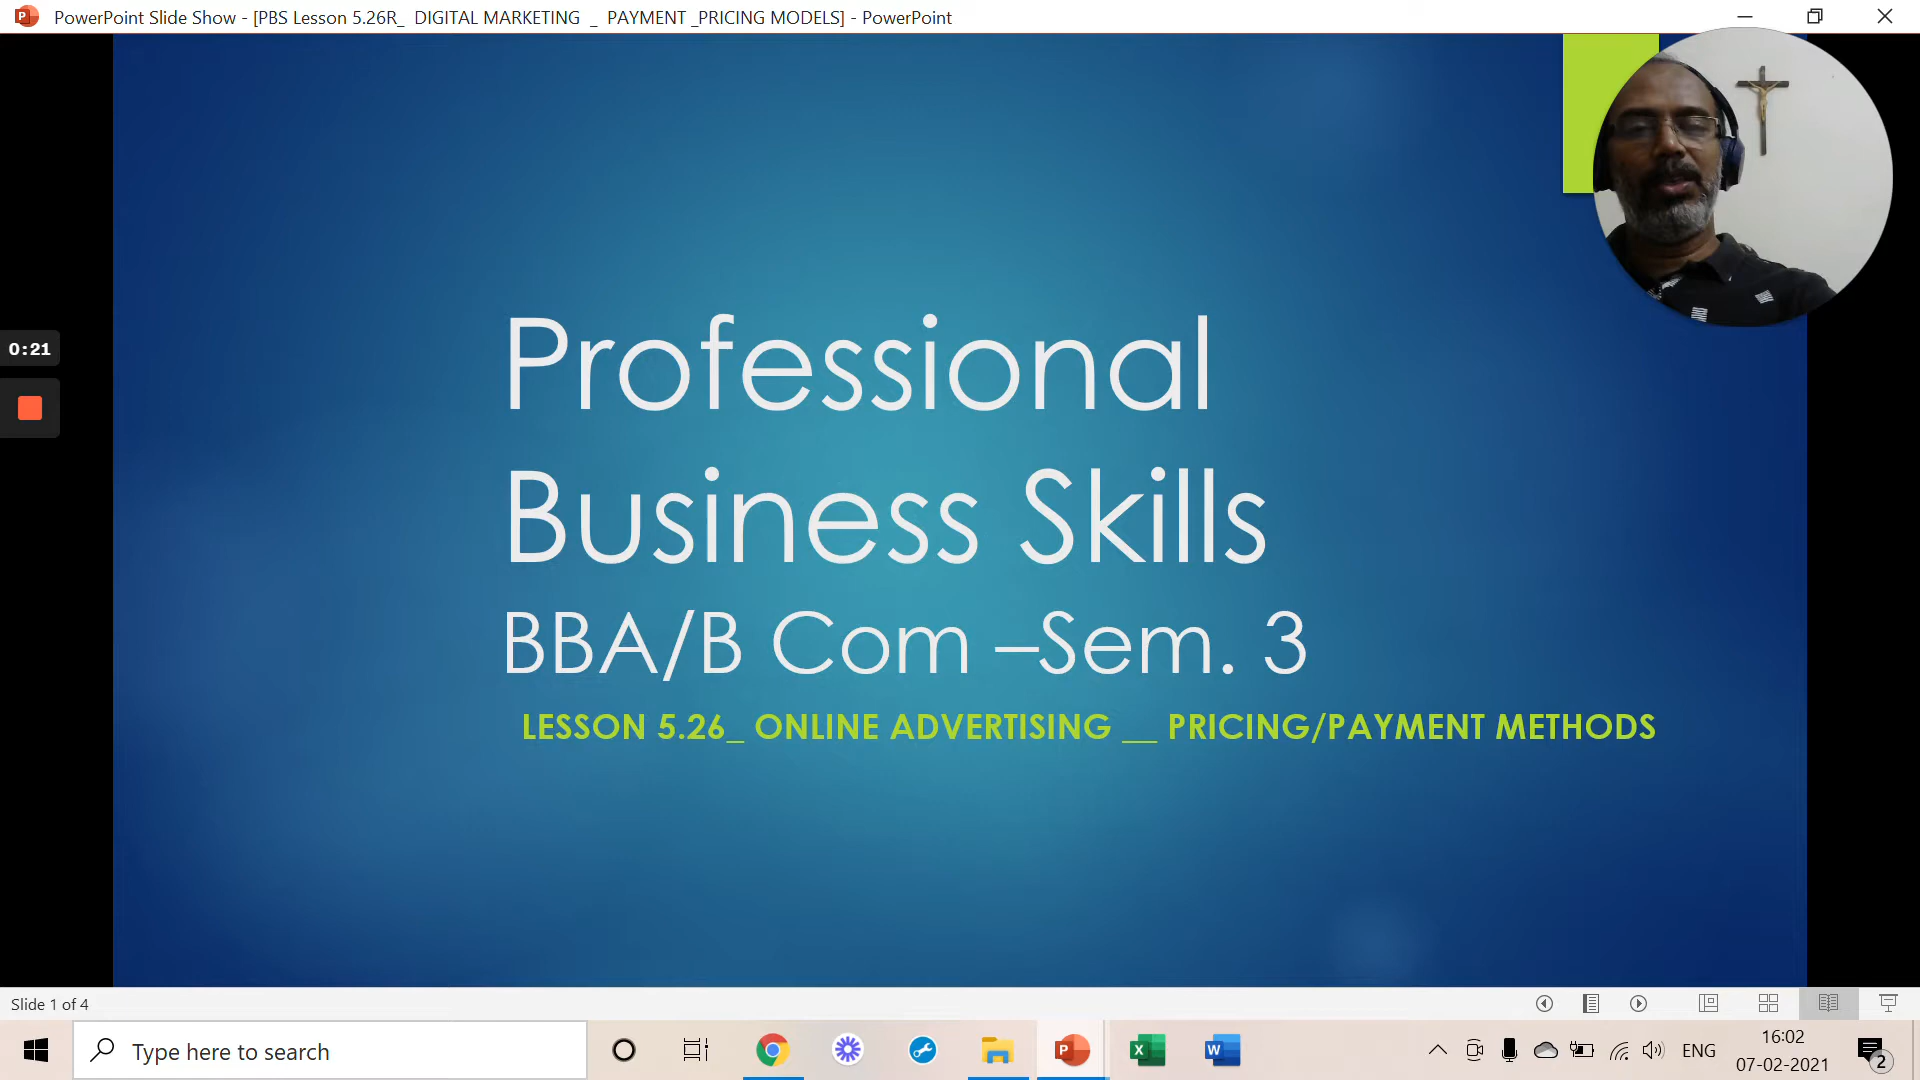 PowerPoint Slide Show - [PBS Lesson 5.26R_  DIGITAL MARKETING  _  PAYMENT _PRICING MODELS] - PowerPoint
0:21
Professional
Business Skills
BBA/B Com –Sem. 3
LESSON 5.26_ ONLINE ADVERTISING __ PRICING/PAYMENT METHODS
Slide 1 of 4
Type here to search
ENG
16:02
07-02-2021
2